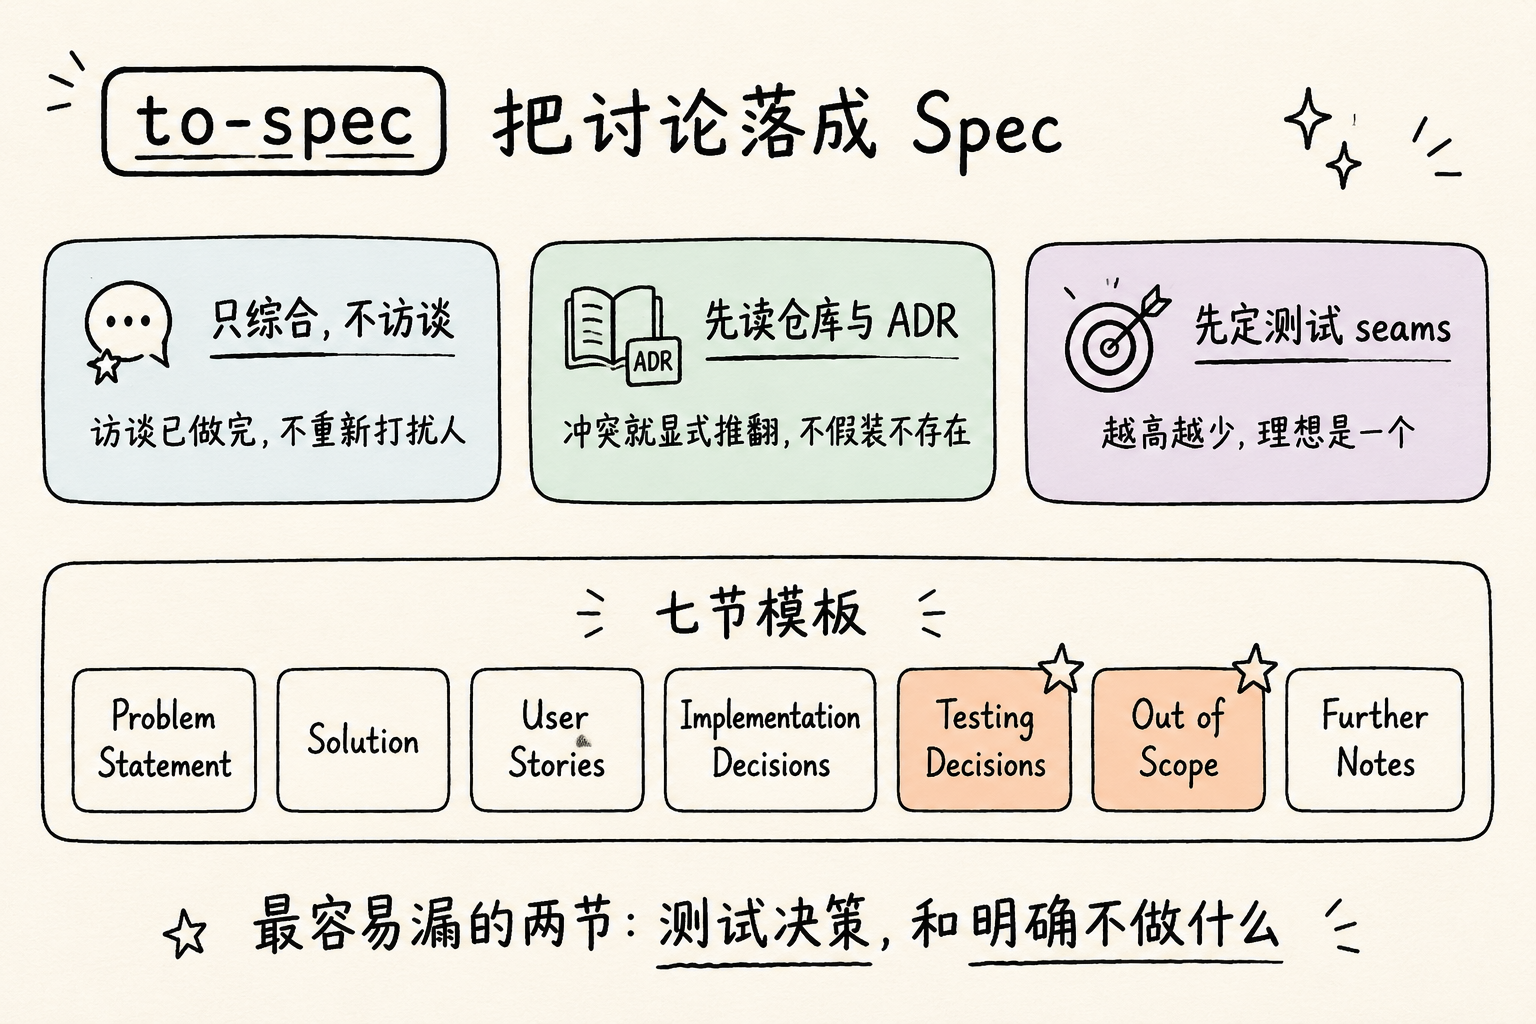 to-spec 把讨论落成 Spec
只综合, 不访谈
访谈已做完, 不重新打扰人
ADR
先读仓库与 ADR
冲突就显式推翻, 不假装不存在
先定测试 seams
越高越少, 理想是一个
七节模板
Problem
Statement
Solution
User
Stories
Implementation
Decisions
Testing
Decisions
Out of
Scope
Further
Notes
最容易漏的两节: 测试决策, 和明确不做什么